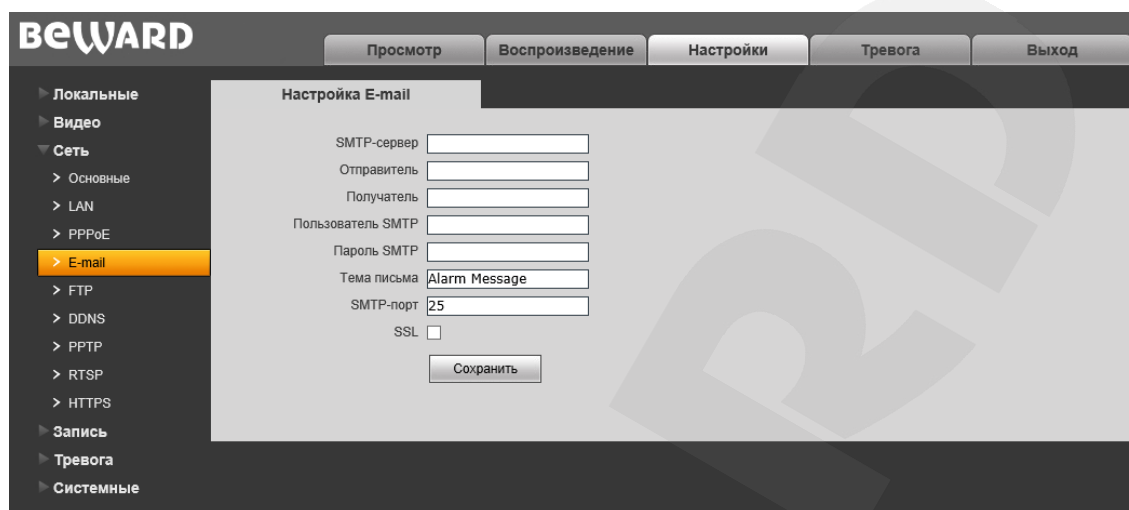 BEWARD
Просмотр
Воспроизведение
Настройки
Тревога
Выход
Локальные
Видео
Сеть
Основные
LAN
PPPoE
E-mail
FTP
DDNS
PPTP
RTSP
HTTPS
Запись
Тревога
Системные
Настройка E-mail
SMTP-сервер
Отправитель
Получатель
Пользователь SMTP
Пароль SMTP
Тема письма Alarm Message
SMTP-порт 25
SSL
Сохранить
RD